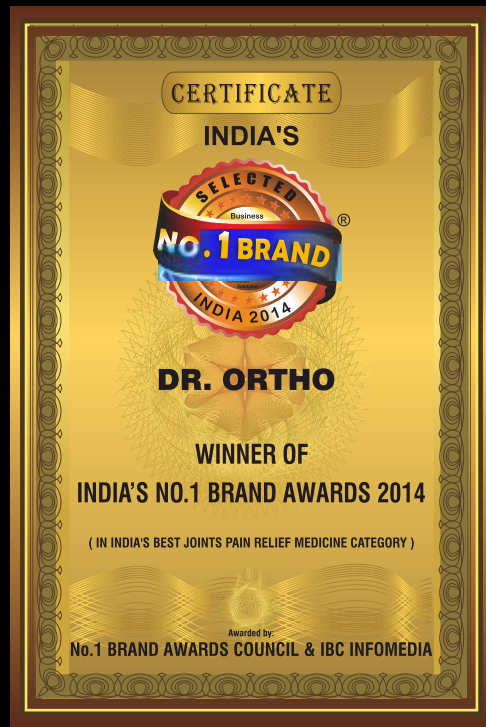 CERTIFICATE
INDIA'S
SELECTED
Business
®
NO.1 BRAND
Validated
INDIA 2014
DR. ORTHO
WINNER OF
INDIA'S NO.1 BRAND AWARDS 2014
( IN INDIA'S BEST JOINTS PAIN RELIEF MEDICINE CATEGORY )
Awarded by:
No.1 BRAND AWARDS COUNCIL & IBC INFOMEDIA